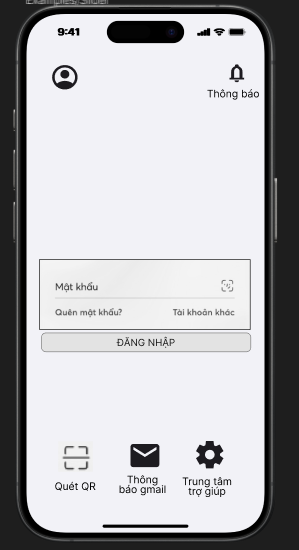 9:41
Thông báo
Mật khẩu
Quên mật khẩu?
Tài khoản khác
ĐĂNG NHẬP
Quét QR
Thông
báo gmail
Trung tâm
trợ giúp